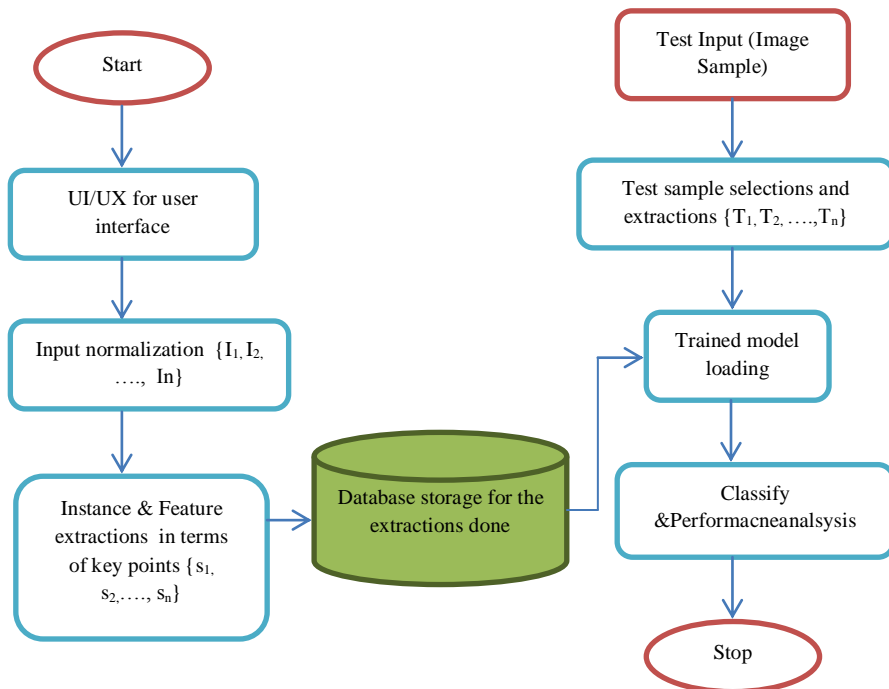 Start
UI/UX for user
interface
Input normalization {I₁, I₂,
…., In}
Instance & Feature
extractions in terms
of key points {s₁,
s₂,…., sₙ}
Database storage for the
extractions done
Test Input (Image
Sample)
Test sample selections and
extractions {T₁, T₂, ….,Tₙ}
Trained model
loading
Classify
&Performacneanalsysis
Stop